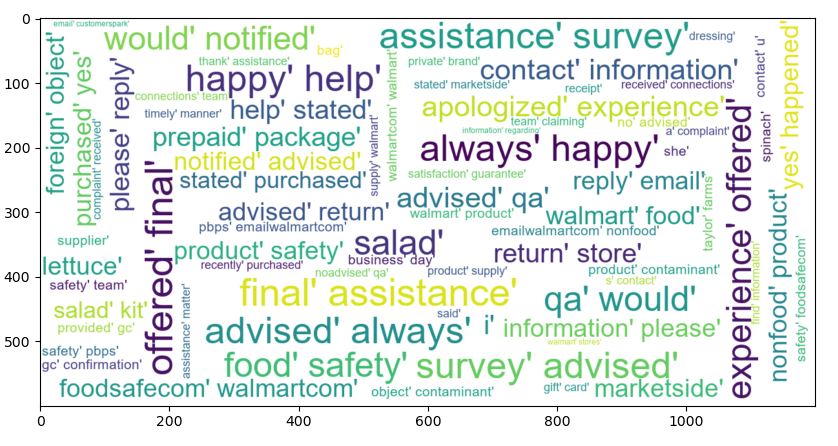 0
100
200
300
400
500
0
200
400
600
800
1000
email' customerspark'
would' notified'
bag'
assistance' survey'
dressing'
foreign' object'
purchased' yes'
complaint' received'
please' reply'
thank' assistance'
happy' help'
connections' team
timely' manner'
help' stated'
prepaid' package'
notified' advised'
stated' purchased'
supply' walmart'
walmartcom' walmart'
private' brand'
contact' information'
stated' marketside'
receipt'
received' connections'
apologized' experience'
team' claiming'
no' advised'
information' regarding'
a' complaint'
always' happy'
she'
contact' u'
spinach'
yes' happened'
satisfaction' guarantee'
reply' email'
advised' qa'
advised' return'
walmart' product'
walmart' food'
taylor' farms
pbps' emailwalmartcom'
emailwalmartcom' nonfood'
supplier'
product' safety'
salad'
return' store'
lettuce'
recently' purchased'
business' day'
noadvised' qa'
product' supply'
product' contaminant'
s' contact'
safety' team'
offered' final'
experience' offered'
find' information'
nonfood' product'
safety' foodsafecom'
final' assistance'
qa' would'
salad' kit'
provided' gc'
assistance' matter'
said'
advised' always'
i'
information' please'
walmart' stores'
safety' pbps'
gc' confirmation'
food' safety'
survey' advised'
foodsafecom' walmartcom'
object' contaminant'
gift' card'
marketside'